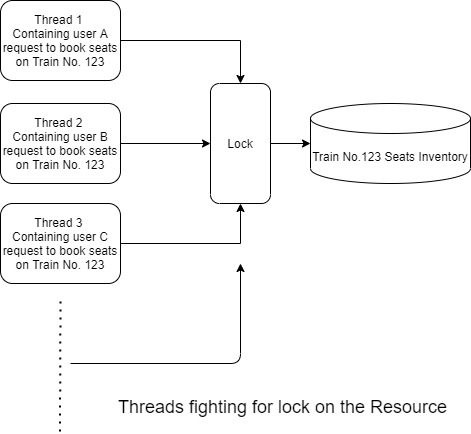 Thread 1
Containing user A
request to book seats
on Train No. 123
Thread 2
Containing user B
request to book seats
on Train No. 123
Lock
Train No.123 Seats Inventory
Thread 3
Containing user C
request to book seats
on Train No. 123
Threads fighting for lock on the Resource